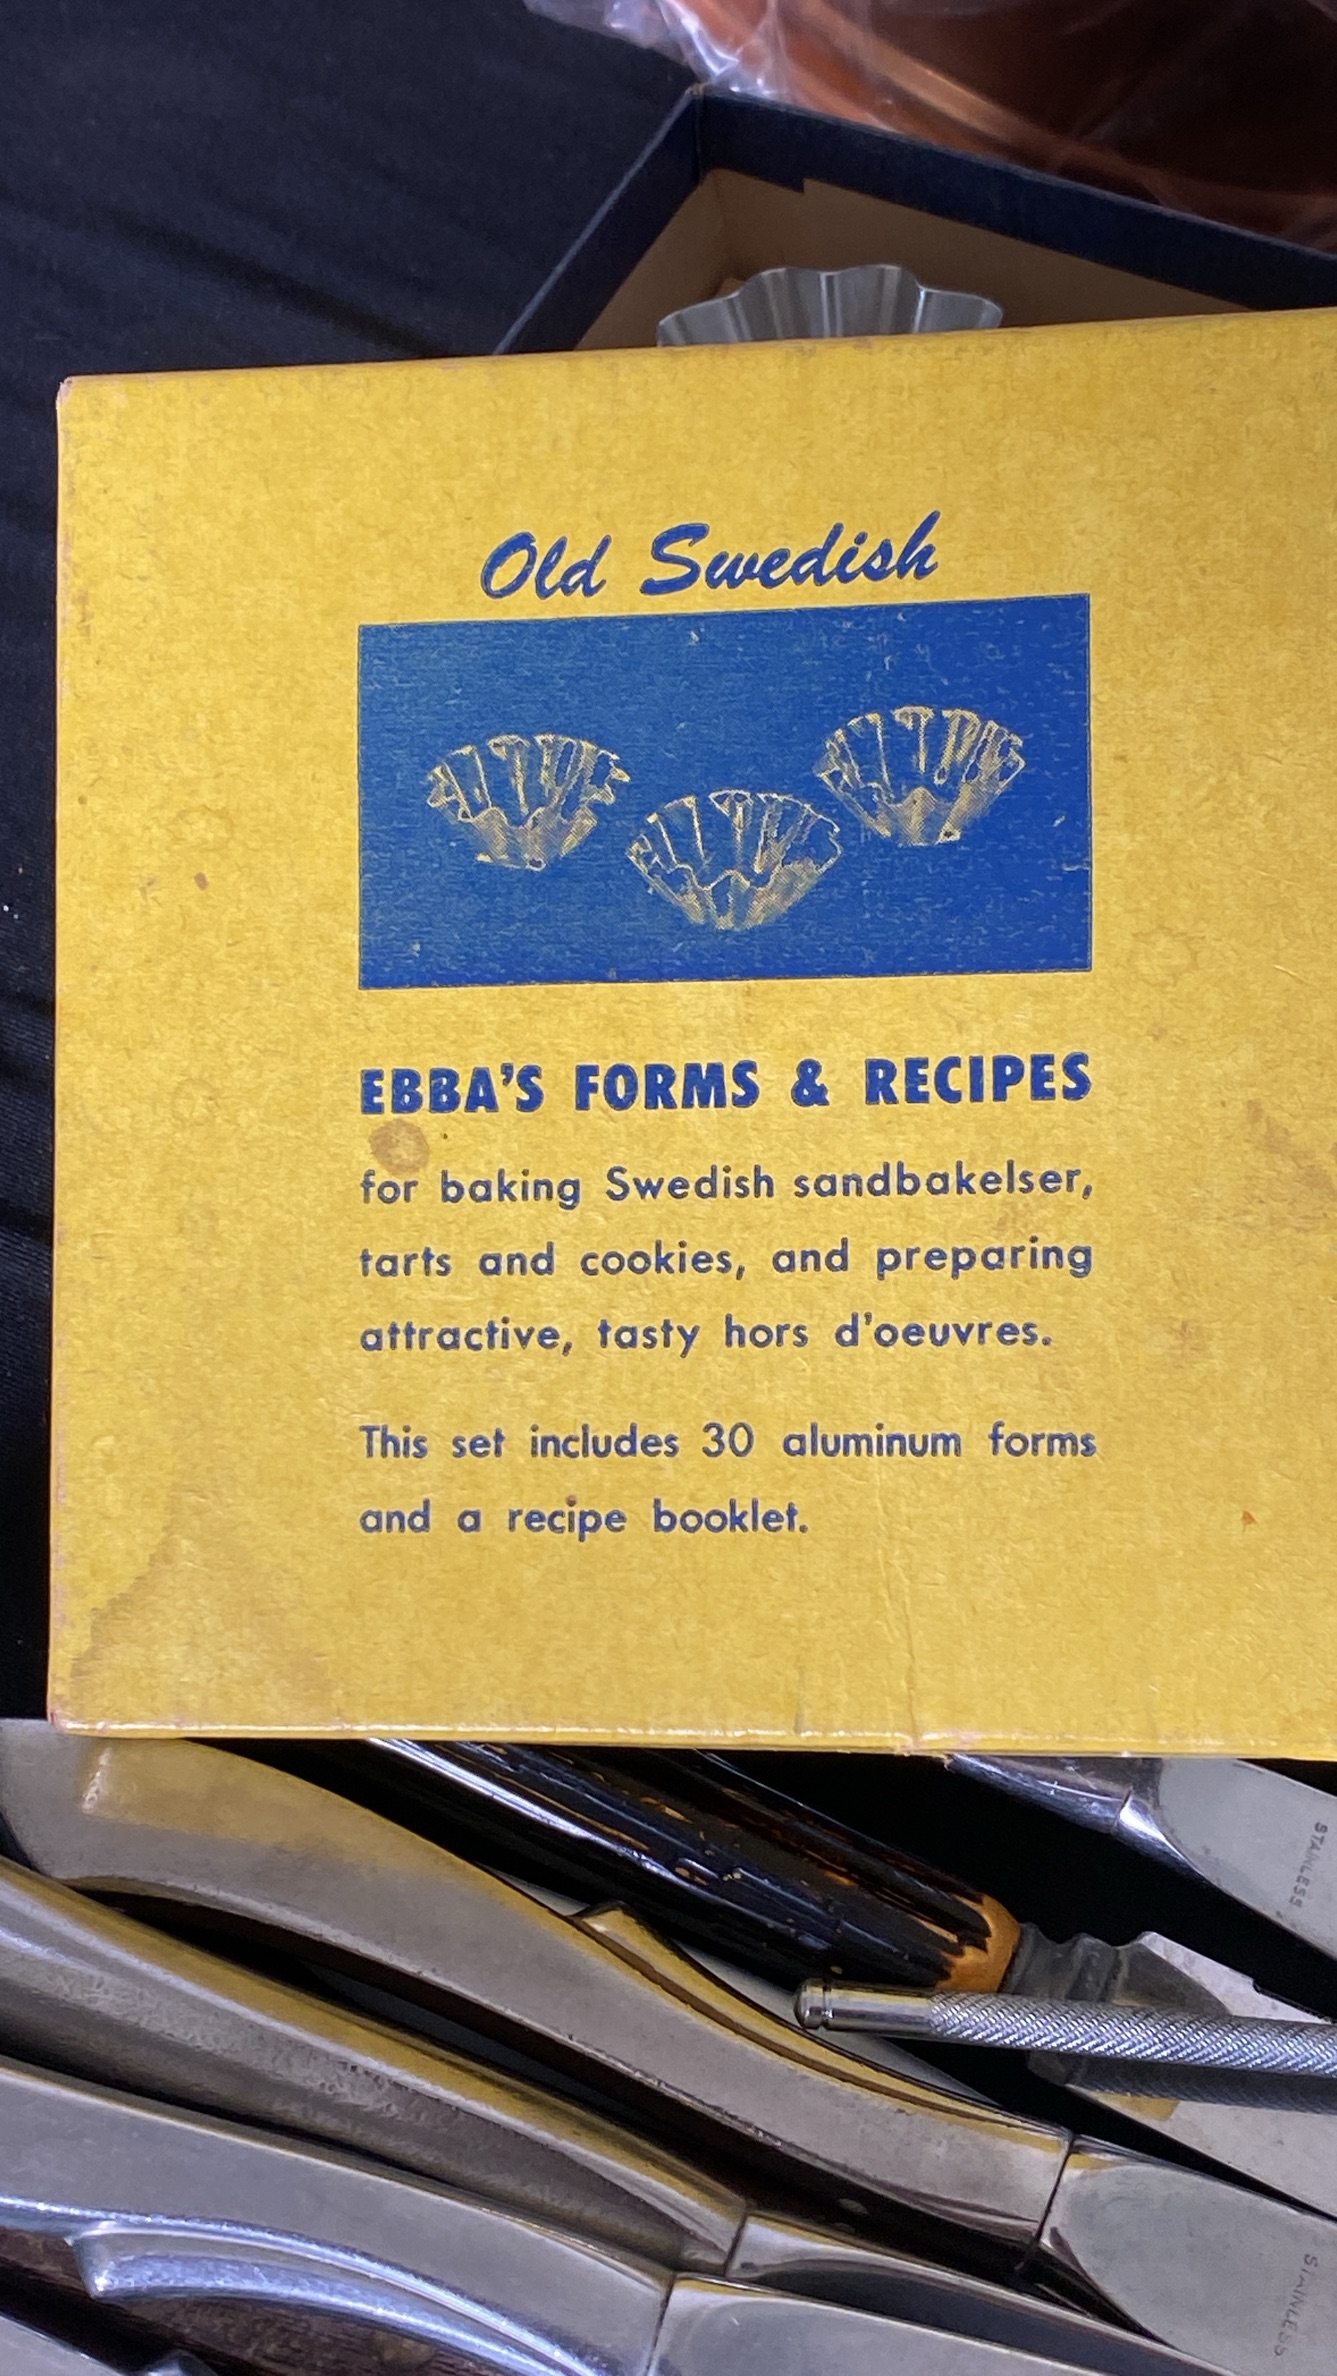 Old Swedish
EBBA'S FORMS & RECIPES
for baking Swedish sandbakelser,
tarts and cookies, and preparing
attractive, tasty hors d'oeuvres.
This set includes 30 aluminum forms
and a recipe booklet.
STAINLESS
STAINLESS